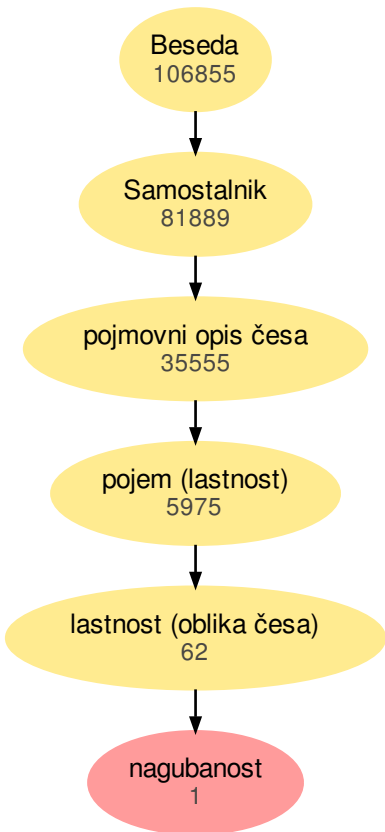 Beseda
106855
Samostalnik
81889
pojmovni opis česa
35555
pojem (lastnost)
5975
lastnost (oblika česa)
62
nagubanost
1